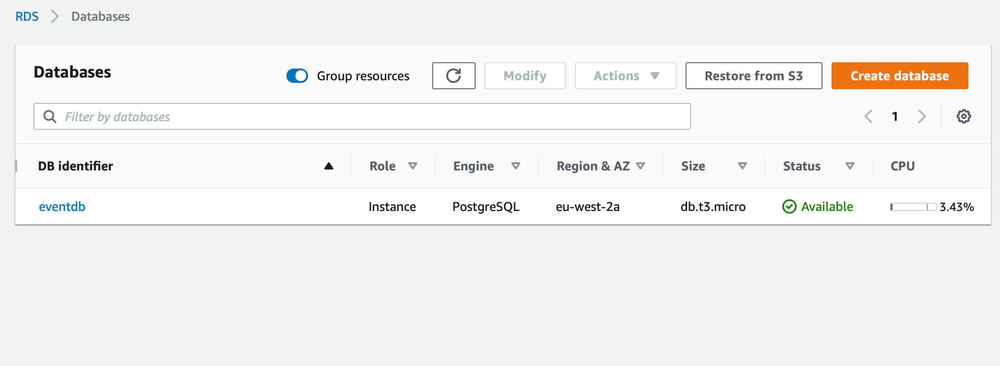 RDS Databases
Databases
Group resources
Modify
Actions
Restore from S3
Create database
Filter by databases
1
DB identifier Role Engine Region & AZ Size Status CPU
eventdb Instance PostgreSQL eu-west-2a db.t3.micro Available 3.43%